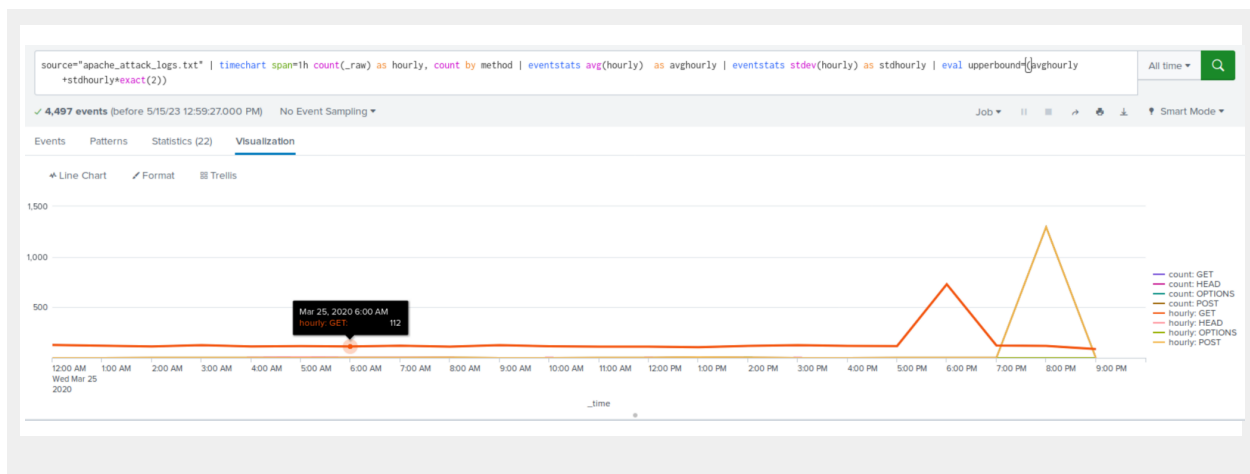 source="apache_attack_logs.txt" | timechart span=1h count(_raw) as hourly, count by method | eventstats avg(hourly)  as avghourly | eventstats stdev(hourly) as stdhourly | eval upperbound=(avghourly
+stdhourly*exact(2))
All time
4,497 events (before 5/15/23 12:59:27.000 PM) No Event Sampling
Job
Smart Mode
Events Patterns Statistics (22) Visualization
Line Chart Format Trellis
1,500
1,000
500
Mar 25, 2020 6:00 AM
hourly: GET: 112
count: GET
count: HEAD
count: OPTIONS
count: POST
hourly: GET
hourly: HEAD
hourly: OPTIONS
hourly: POST
12:00 AM 1:00 AM 2:00 AM 3:00 AM 4:00 AM 5:00 AM 6:00 AM 7:00 AM 8:00 AM 9:00 AM 10:00 AM 11:00 AM 12:00 PM 1:00 PM 2:00 PM 3:00 PM 4:00 PM 5:00 PM 6:00 PM 7:00 PM 8:00 PM 9:00 PM
Wed Mar 25
2020
_time